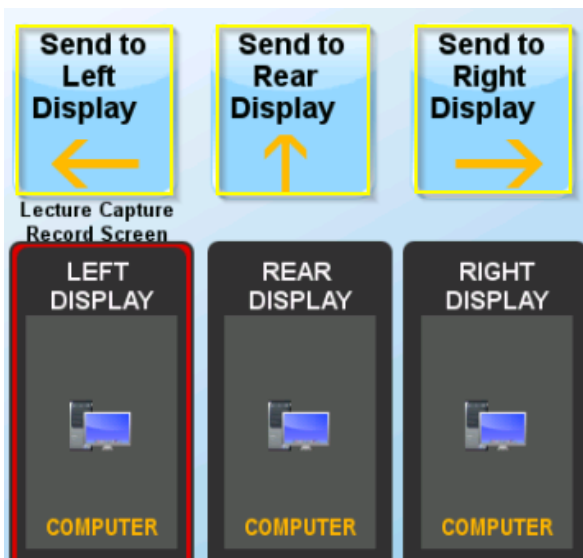 Send to
Left
Display
Send to
Rear
Display
Send to
Right
Display
Lecture Capture
Record Screen
LEFT
DISPLAY
COMPUTER
REAR
DISPLAY
COMPUTER
RIGHT
DISPLAY
COMPUTER